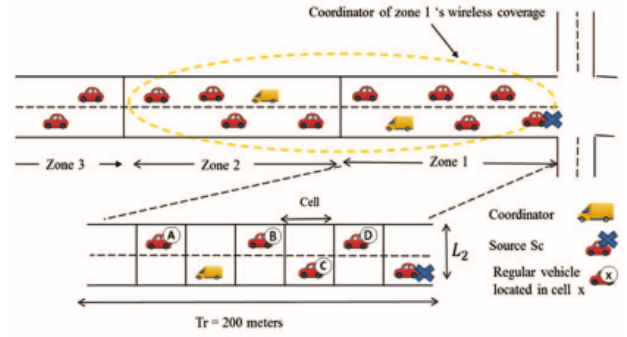 Coordinator of zone 1 's wireless coverage
Zone 3
Zone 2
Zone 1
Cell
A
B
D
C
L2
Tr = 200 meters
Coordinator
Source Sc
Regular vehicle
located in cell x
X